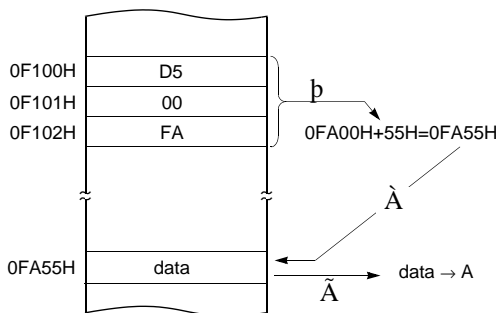 0F100H D5
0F101H 00
0F102H FA
þ
0FA00H+55H=0FA55H
À
0FA55H data
Ã
data → A